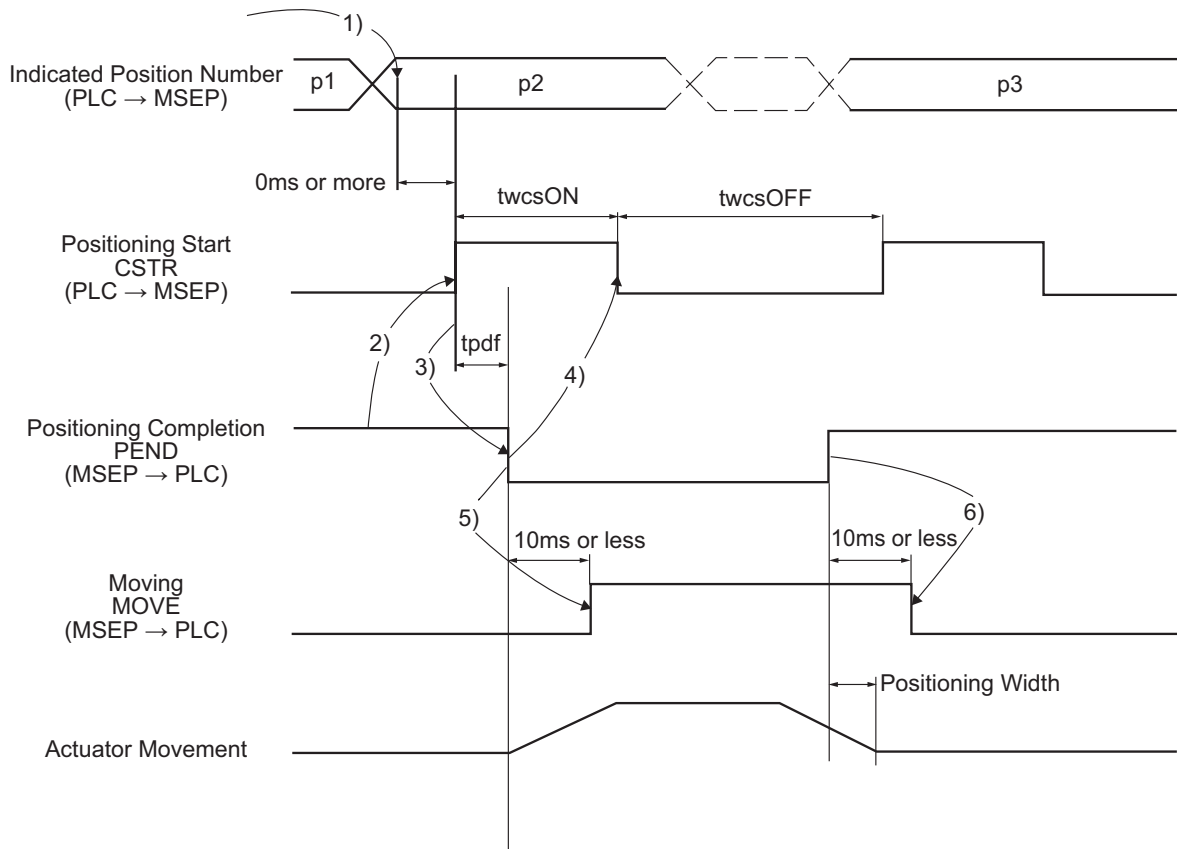 1)
Indicated Position Number
(PLC → MSEP)
p1
p2
p3
0ms or more
twcsON
twcsOFF
Positioning Start
CSTR
(PLC → MSEP)
2)
3)
tpdf
4)
Positioning Completion
PEND
(MSEP → PLC)
5)
6)
10ms or less
10ms or less
Moving
MOVE
(MSEP → PLC)
Positioning Width
Actuator Movement